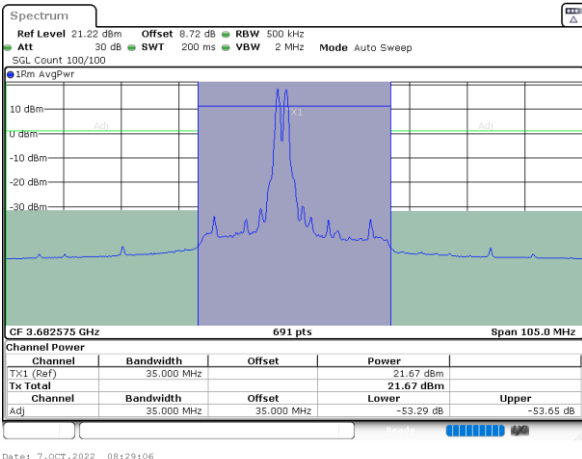 Spectrum
Ref Level 21.22 dBm Offset 8.72 dB RBW 500 kHz
Att 30 dB SWT 200 ms VBW 2 MHz Mode Auto Sweep
SGL Count 100/100
1Rm AvgPwr
10 dBm
TX1
Adj
Adj
0 dBm
-10 dBm
-20 dBm
-30 dBm
CF 3.682575 GHz 691 pts Span 105.0 MHz
Channel Power
Channel Bandwidth Offset Power
TX1 (Ref) 35.000 MHz 21.67 dBm
Tx Total 21.67 dBm
Channel Bandwidth Offset Lower Upper
Adj 35.000 MHz 35.000 MHz -53.29 dB -53.65 dB
Date: 7.OCT.2022 08:29:06